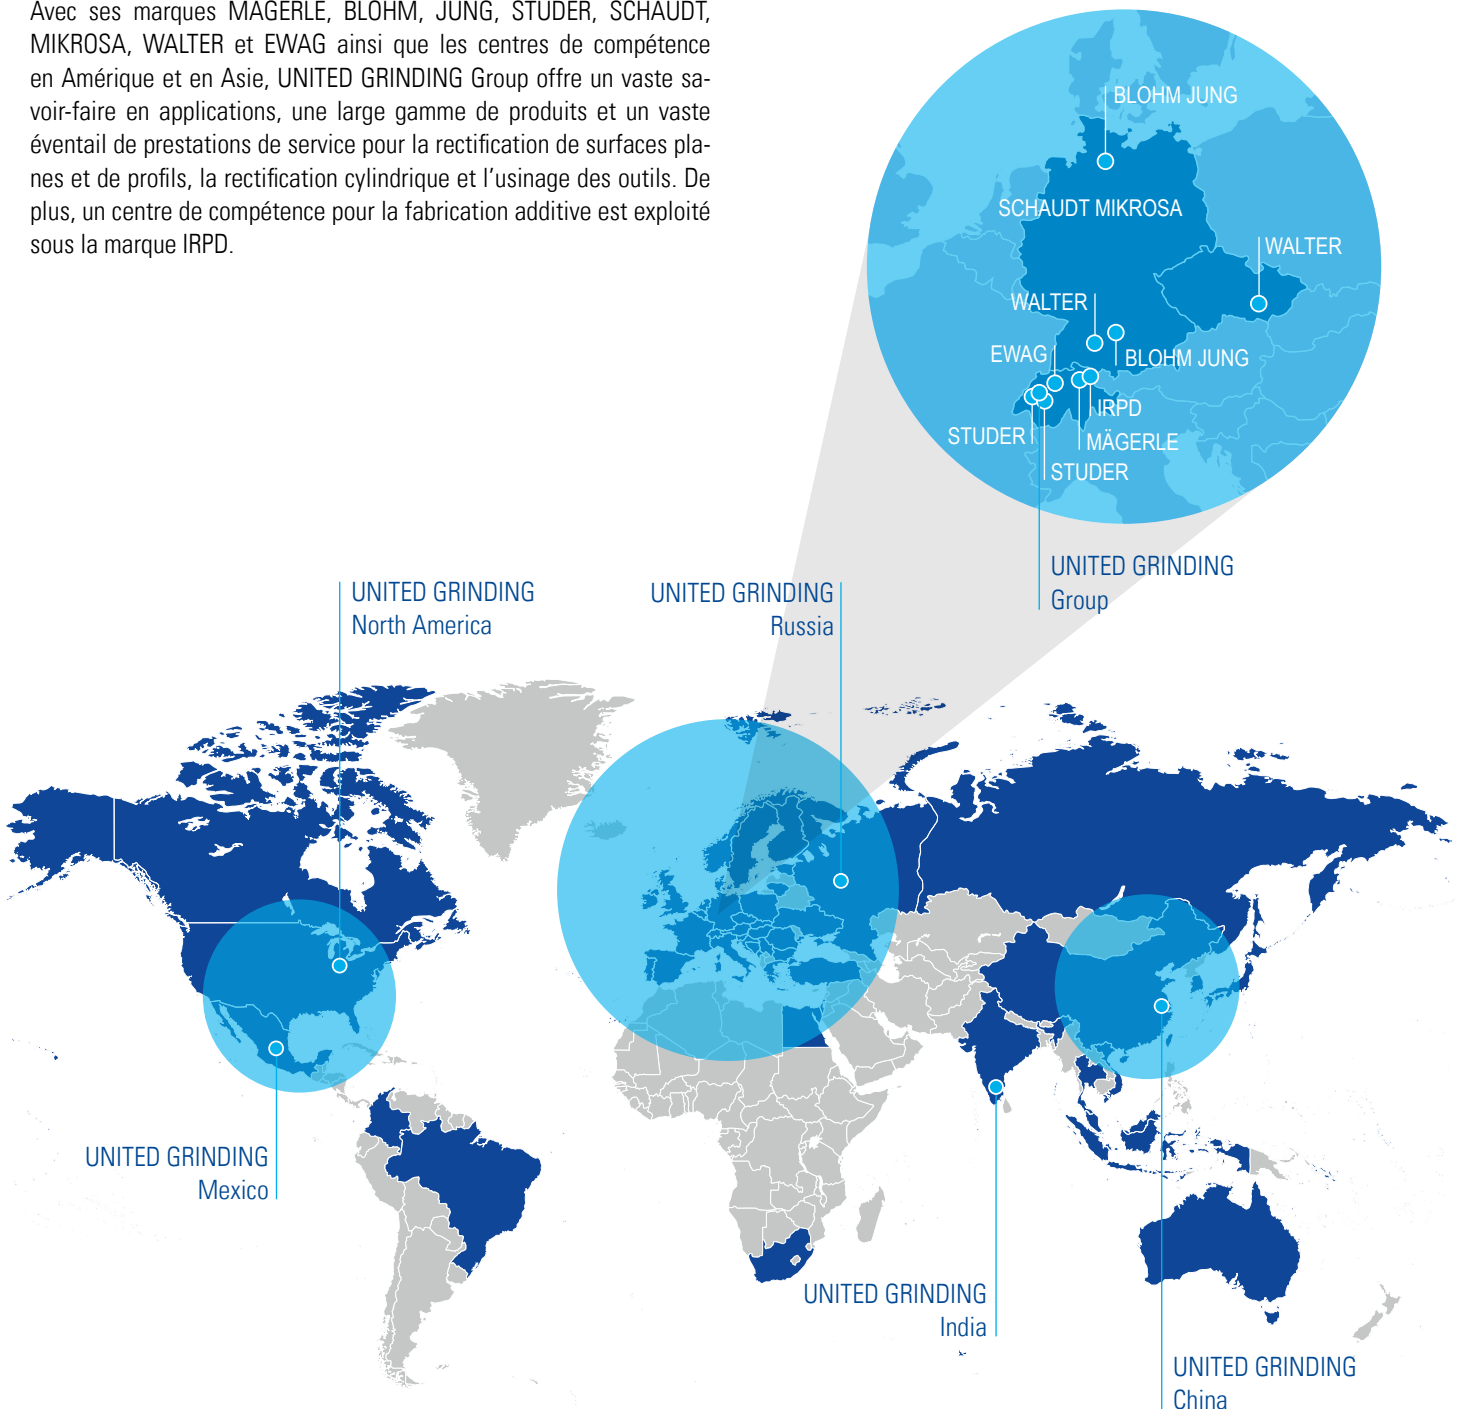 Avec ses marques MÄGERLE, BLOHM, JUNG, STUDER, SCHAUDT,
MIKROSA, WALTER et EWAG ainsi que les centres de compétence
en Amérique et en Asie, UNITED GRINDING Group offre un vaste sa-
voir-faire en applications, une large gamme de produits et un vaste
éventail de prestations de service pour la rectification de surfaces pla-
nes et de profils, la rectification cylindrique et l'usinage des outils. De
plus, un centre de compétence pour la fabrication additive est exploité
sous la marque IRPD.
BLOHM JUNG
SCHAUDT MIKROSA
WALTER
WALTER
EWAG
BLOHM JUNG
IRPD
STUDER
MÄGERLE
STUDER
UNITED GRINDING
Group
UNITED GRINDING
North America
UNITED GRINDING
Russia
UNITED GRINDING
Mexico
UNITED GRINDING
India
UNITED GRINDING
China